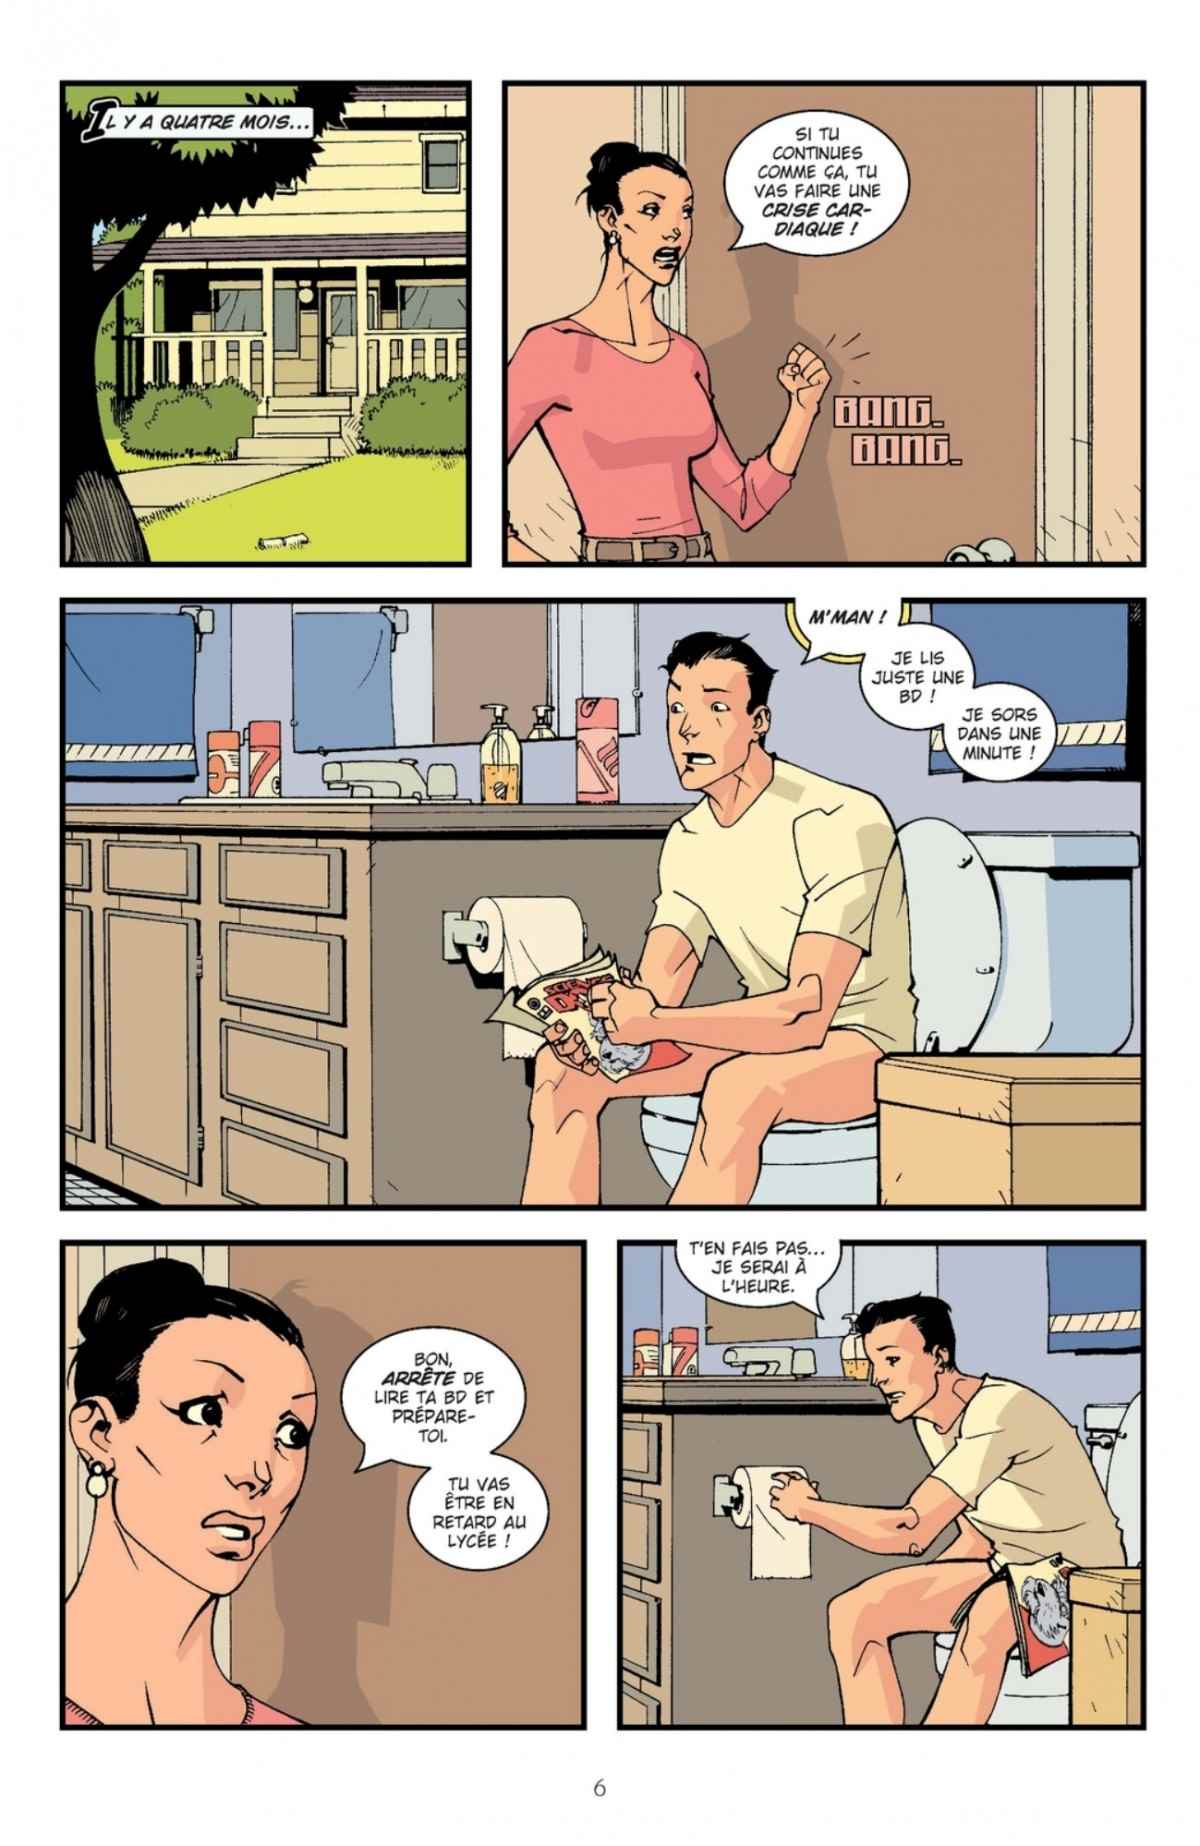 IL Y A QUATRE MOIS...
SI TU
CONTINUES
COMME ÇA, TU
VAS FAIRE UNE
CRISE CAR-
DIAQUE !
BANG.
BANG.
M'MAN !
JE LIS
JUSTE UNE
BD !
JE SORS
DANS UNE
MINUTE !
BON,
ARRÊTE DE
LIRE TA BD ET
PRÉPARE-
TOI.
TU VAS
ÊTRE EN
RETARD AU
LYCÉE !
T'EN FAIS PAS...
JE SERAI À
L'HEURE.
6